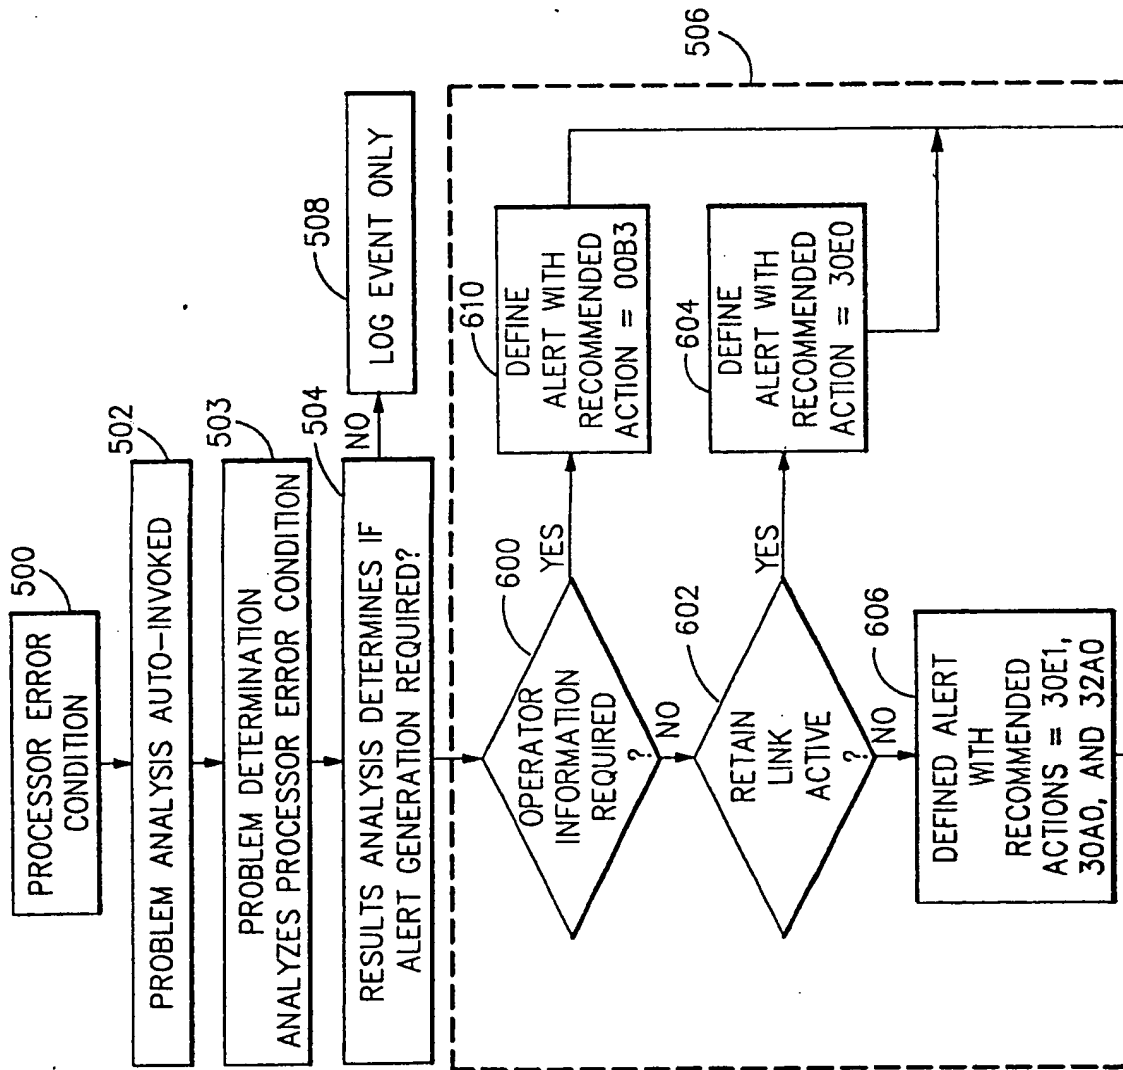 500
PROCESSOR ERROR
CONDITION
502
PROBLEM ANALYSIS AUTO-INVOKED
503
PROBLEM DETERMINATION
ANALYZES PROCESSOR ERROR CONDITION
504
RESULTS ANALYSIS DETERMINES IF
ALERT GENERATION REQUIRED?
NO
508
LOG EVENT ONLY
506
600
OPERATOR
INFORMATION
REQUIRED
?
YES
610
DEFINE
ALERT WITH
RECOMMENDED
ACTION = 00B3
NO
602
RETAIN
LINK
ACTIVE
?
YES
604
DEFINE
ALERT WITH
RECOMMENDED
ACTION = 30E0
NO
606
DEFINED ALERT
WITH
RECOMMENDED
ACTIONS = 30E1,
30A0, AND 32A0